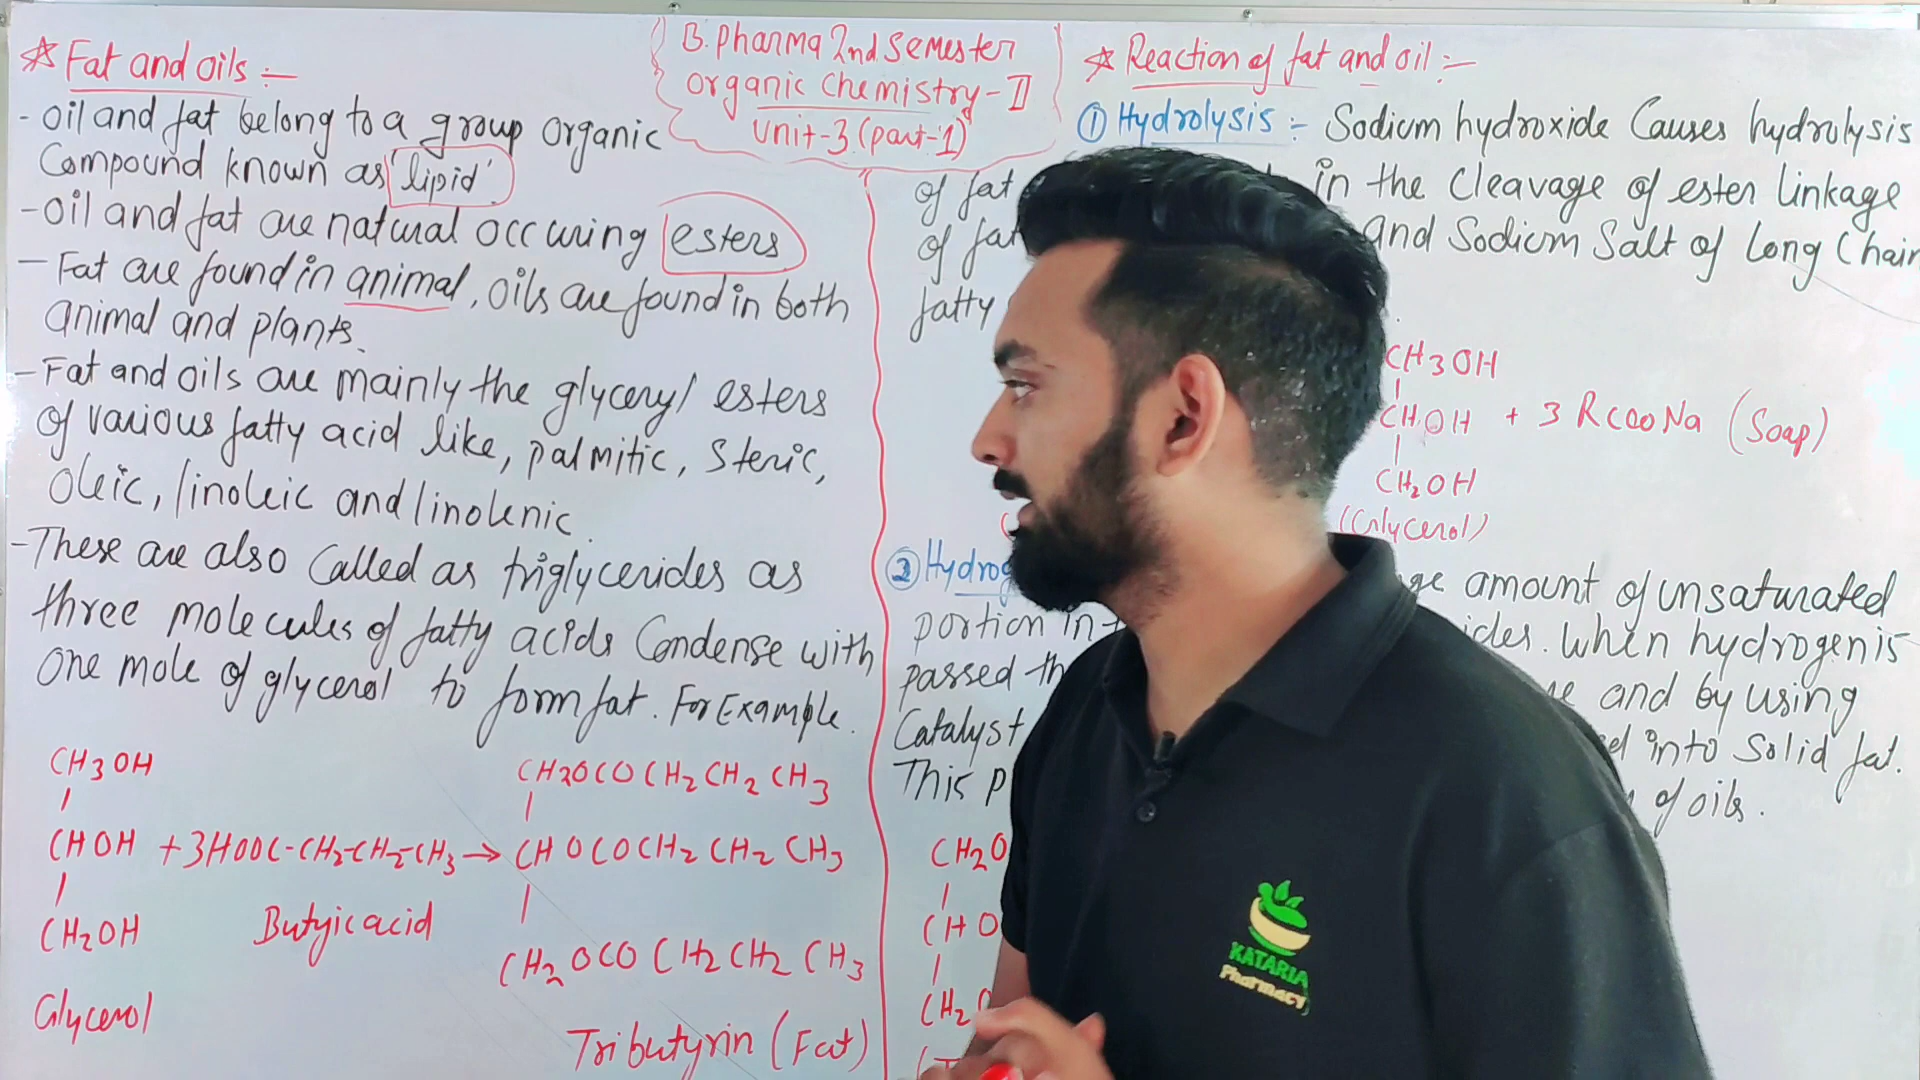 B. Pharma 2nd Semester
Organic Chemistry-II
Unit-3 (part-1)
☆ Fat and oils :-
- oil and fat belong to a group organic
Compound known as 'lipid'.
- oil and fat are natural occuring esters
- Fat are found in animal, oils are found in both
animal and plants.
- Fat and oils are mainly the glyceryl esters
of various fatty acid like, palmitic, Steric,
Oleic, linoleic and linolenic.
- These are also Called as triglycerides as
three molecules of fatty acids Condense with
one mole of glycerol to form fat. For Example.
CH3OH
CHOH + 3HOOC-CH2-CH2-CH3 →
CH2OH
Butyic acid
Glycerol
CH2OCOCH2CH2CH3
CHOCOCH2CH2CH3
CH2OCOCH2CH2CH3
Tributyrin (Fat)
☆ Reaction of fat and oil :-
① Hydrolysis :- Sodium hydroxide Causes hydrolysis
of fat in the Cleavage of ester linkage
of fat and Sodium Salt of long Chain
fatty
CH3OH
CHOH + 3 RCOONa (Soap)
CH2OH
(Glycerol)
② amount of unsaturated
portion in When hydrogen is
passed and by using
Catalyst into Solid fat.
This of oils.
CH2O
CHO
CH2O
KATARIA
Pharmacy